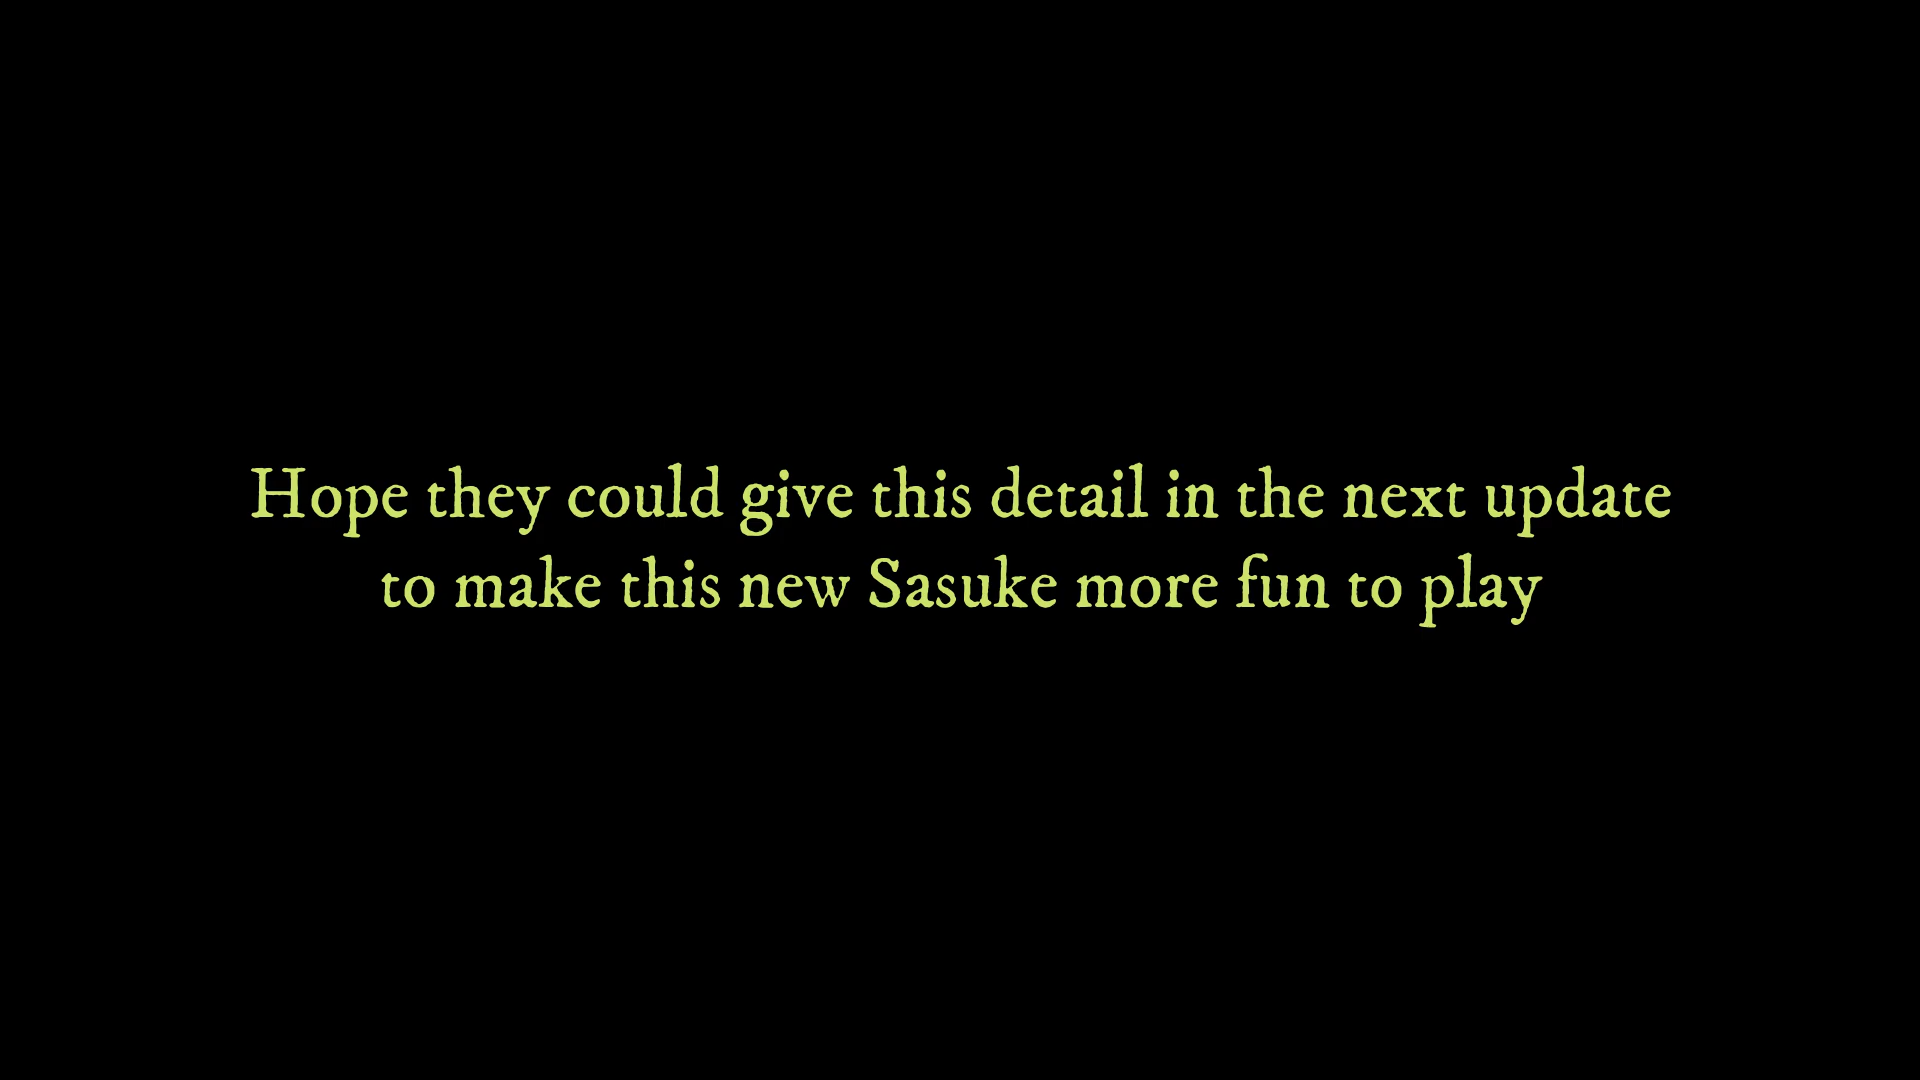 Hope they could give this detail in the next update
to make this new Sasuke more fun to play